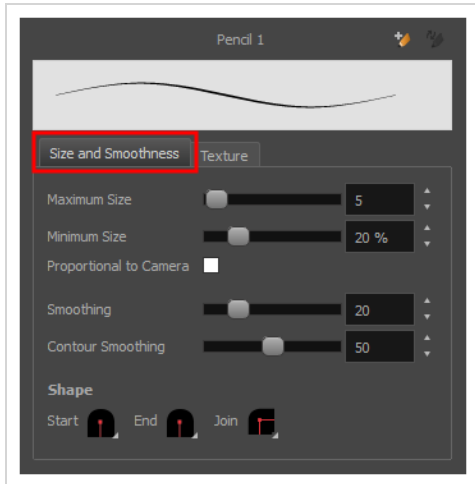 Pencil 1
Size and Smoothness Texture
Maximum Size 5
Minimum Size 20 %
Proportional to Camera
Smoothing 20
Contour Smoothing 50
Shape
Start End Join